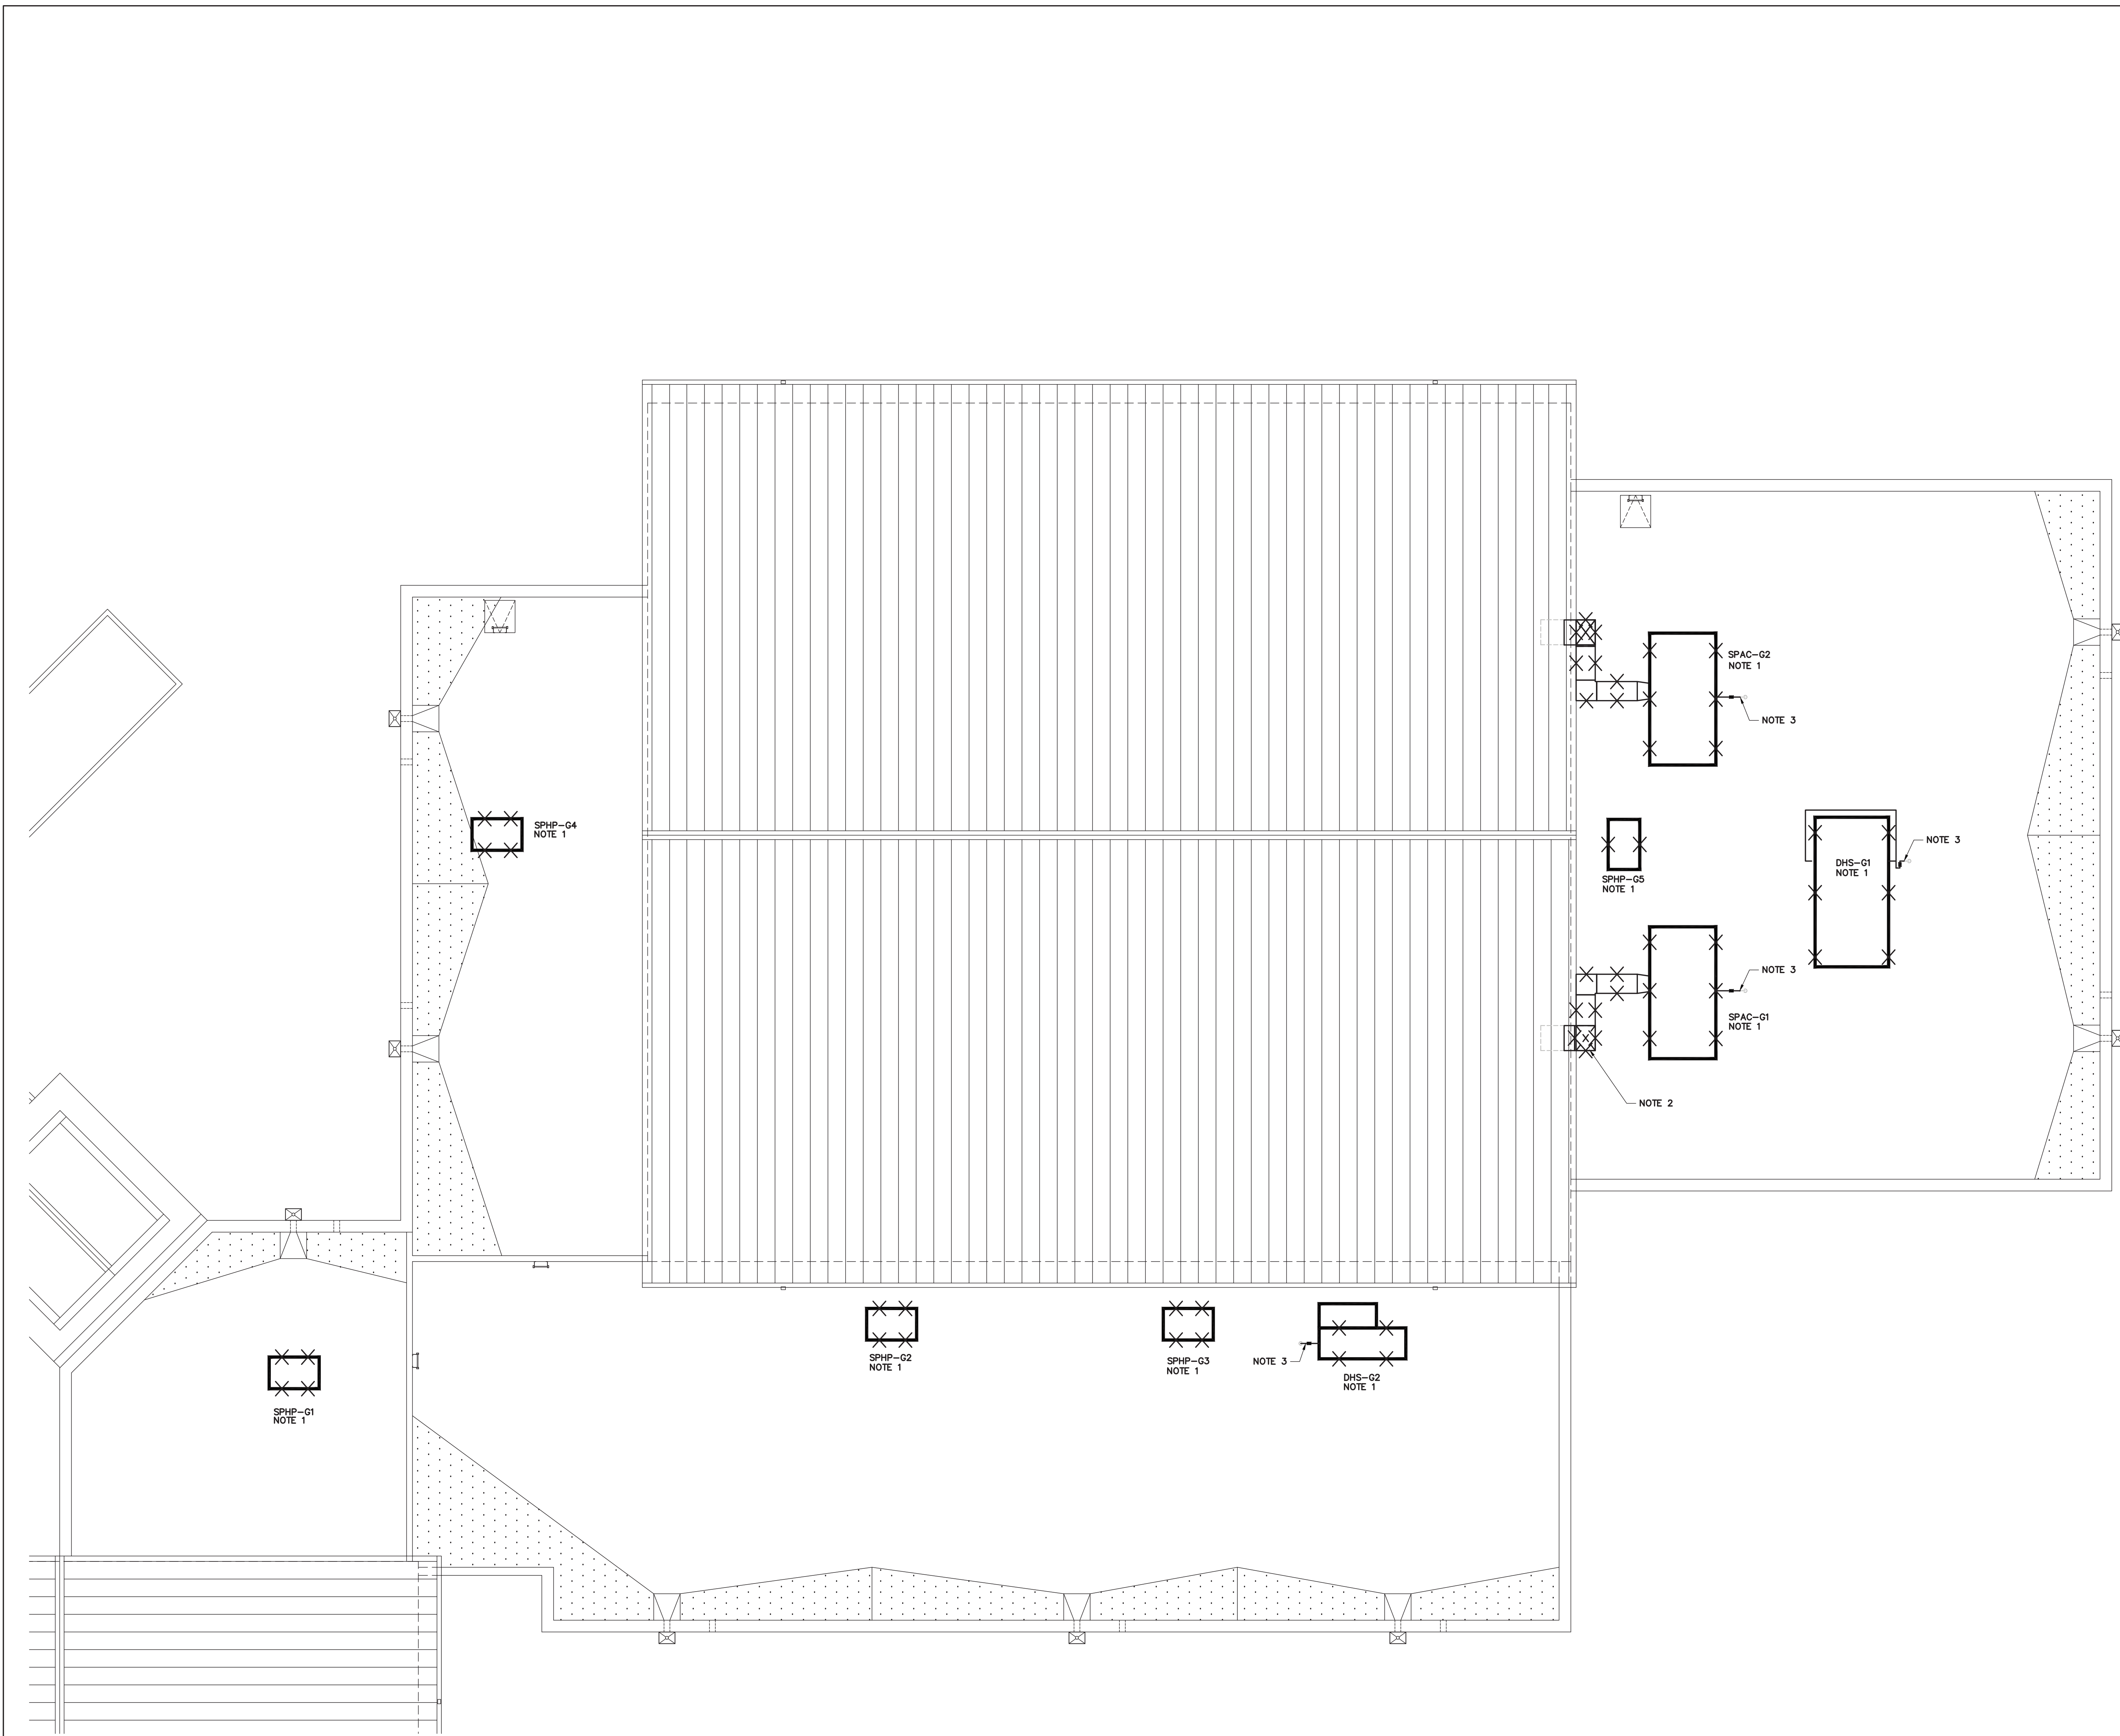 SPAC-G2
NOTE 1
NOTE 3
SPHP-G4
NOTE 1
NOTE 3
DHS-G1
NOTE 1
SPHP-G5
NOTE 1
NOTE 3
SPAC-G1
NOTE 1
NOTE 2
SPHP-G2
NOTE 1
SPHP-G3
NOTE 1
NOTE 3
DHS-G2
NOTE 1
SPHP-G1
NOTE 1